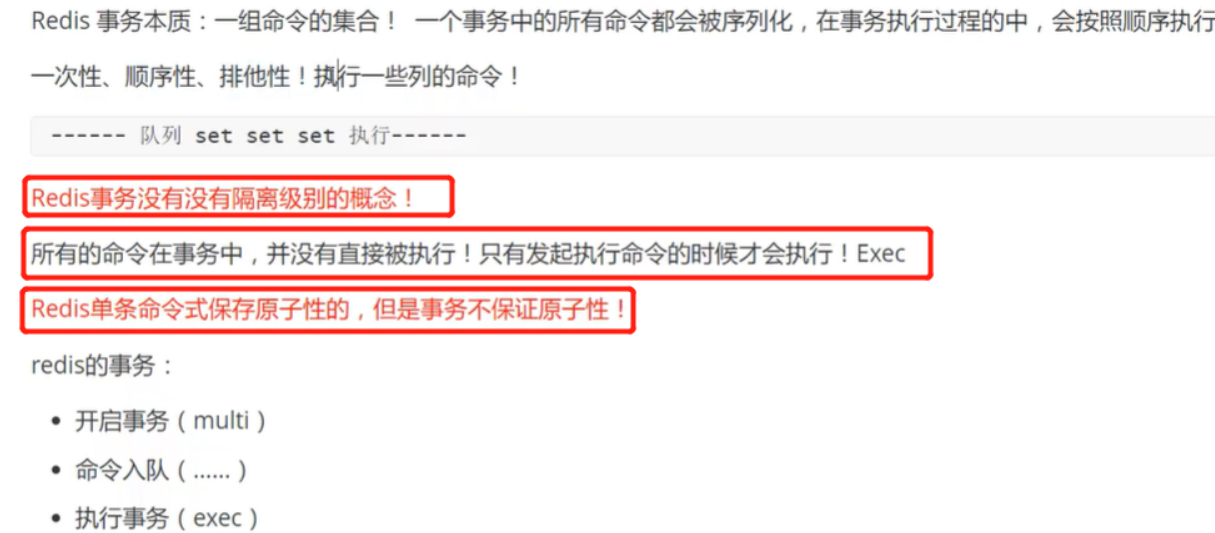 Redis 事务本质：一组命令的集合！ 一个事务中的所有命令都会被序列化，在事务执行过程的中，会按照顺序执行
一次性、顺序性、排他性！执行一些列的命令！
------ 队列 set set set 执行------
Redis事务没有没有隔离级别的概念！
所有的命令在事务中，并没有直接被执行！只有发起执行命令的时候才会执行！Exec
Redis单条命令式保存原子性的，但是事务不保证原子性！
redis的事务：
• 开启事务（multi）
• 命令入队（......）
• 执行事务（exec）